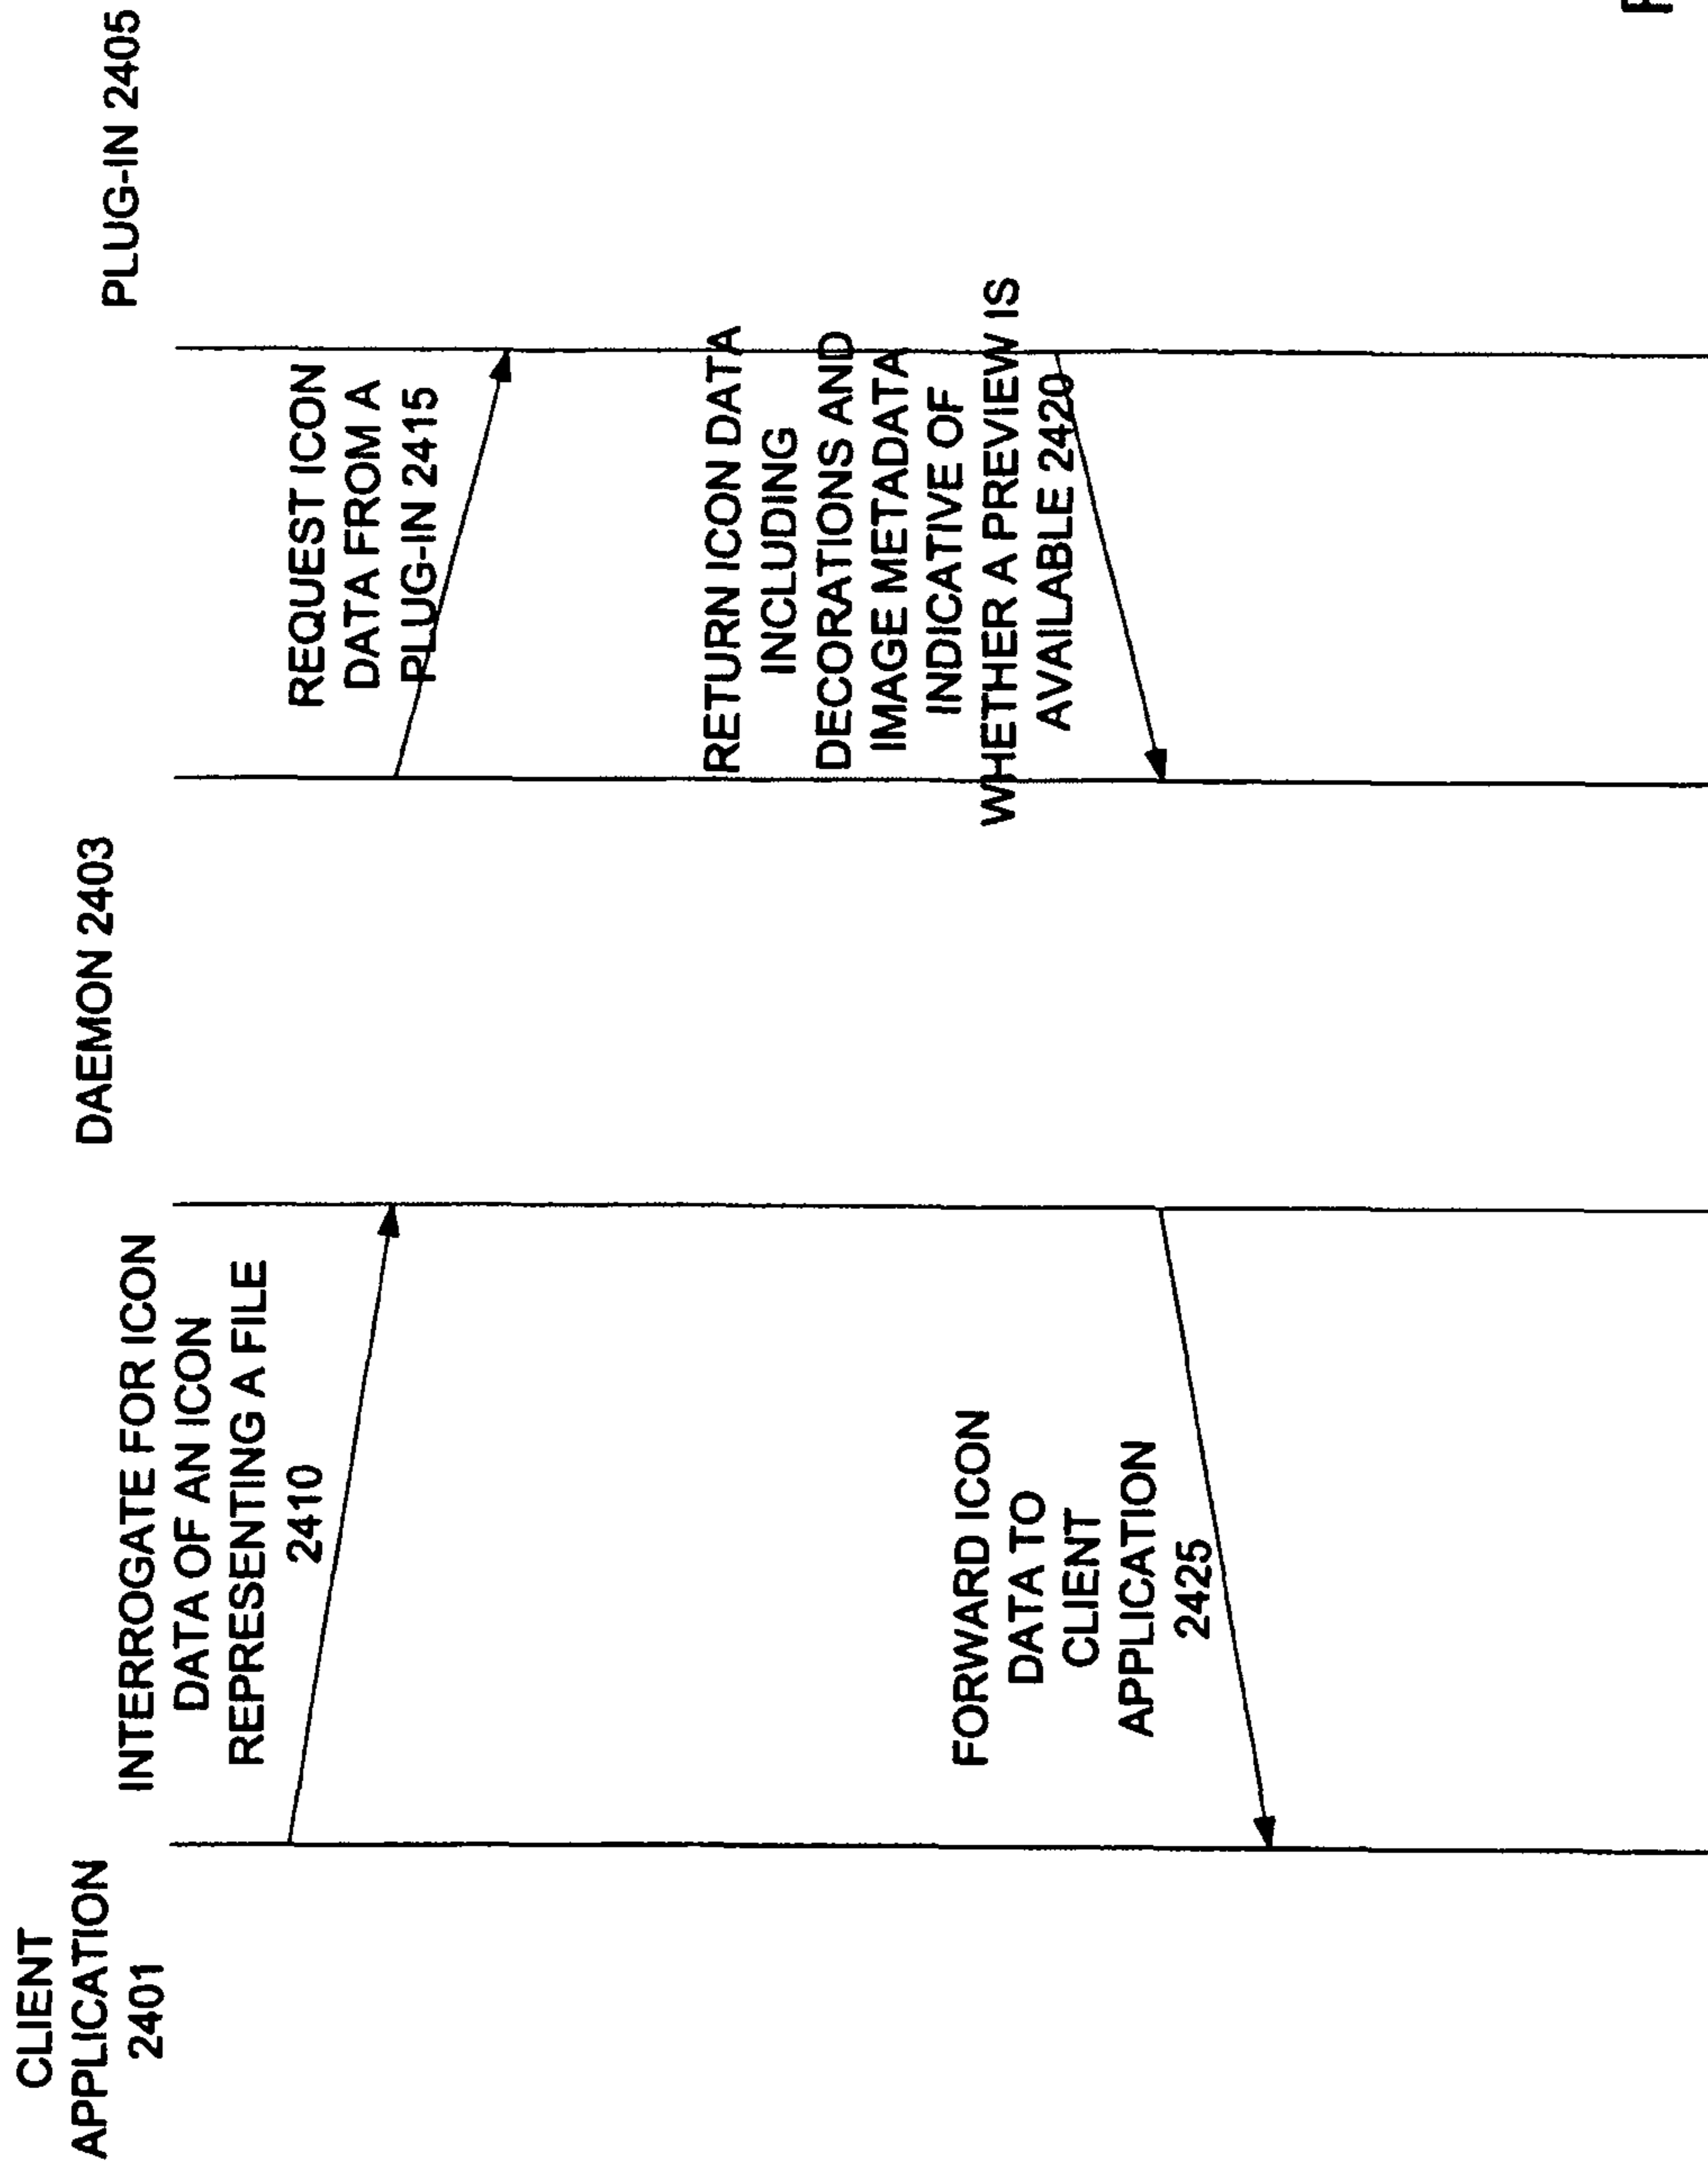 CLIENT
APPLICATION
2401
DAEMON 2403
PLUG-IN 2405
INTERROGATE FOR ICON
DATA OF AN ICON
REPRESENTING A FILE
2410
REQUEST ICON
DATA FROM A
PLUG-IN 2415
RETURN ICON DATA
INCLUDING
DECORATIONS AND
IMAGE METADATA
INDICATIVE OF
WHETHER A PREVIEW IS
AVAILABLE 2420
FORWARD ICON
DATA TO
CLIENT
APPLICATION
2425